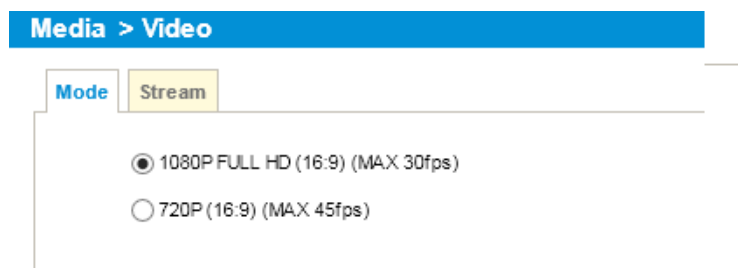 Media > Video
Mode Stream
1080P FULL HD (16:9) (MAX 30fps)
720P (16:9) (MAX 45fps)